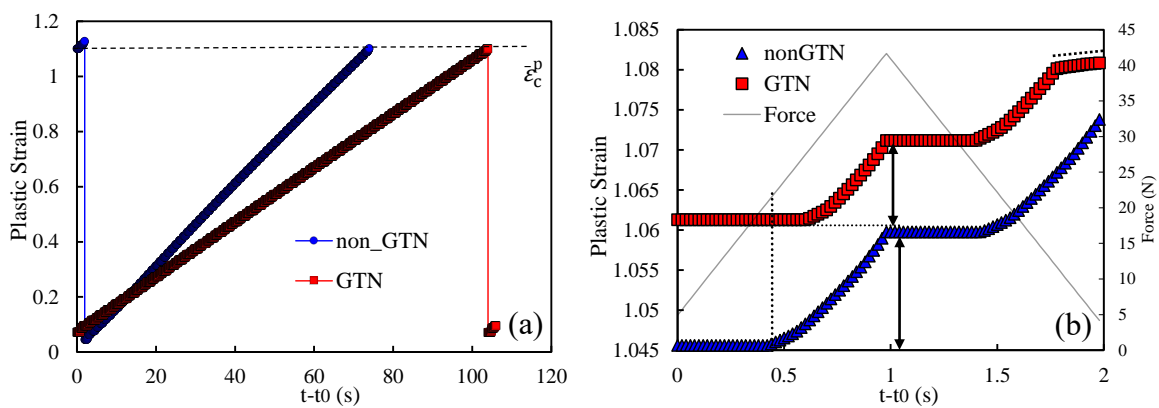 1.2
1
0.8
0.6
0.4
0.2
0
0 20 40 60 80 100 120
Plastic Strain
t-t0 (s)
ε̄ᵖc
non_GTN
GTN
(a)
1.085
1.08
1.075
1.07
1.065
1.06
1.055
1.05
1.045
0 0.5 1 1.5 2
Plastic Strain
t-t0 (s)
nonGTN
GTN
Force
45
40
35
30
25
20
15
10
5
0
Force (N)
(b)